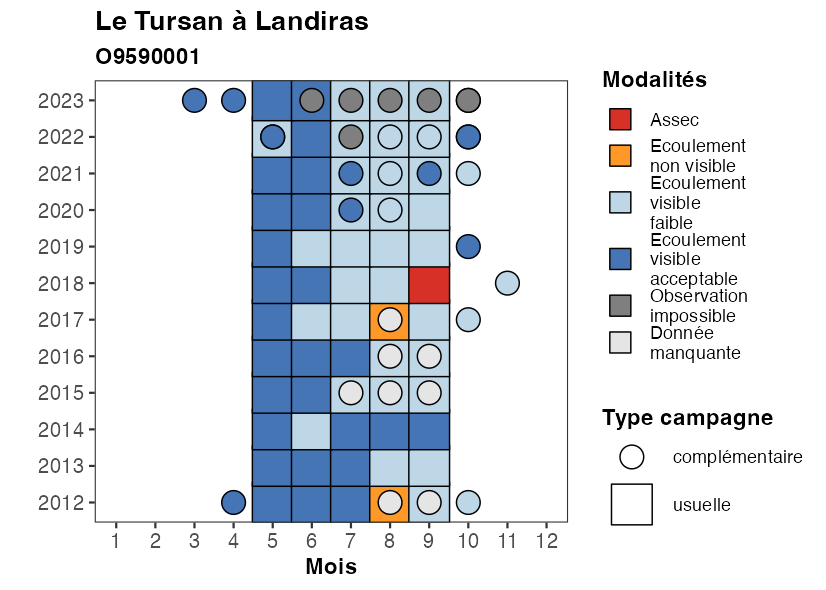 Le Tursan à Landiras
O9590001
2023
2022
2021
2020
2019
2018
2017
2016
2015
2014
2013
2012
1 2 3 4 5 6 7 8 9 10 11 12
Mois
Modalités
Assec
Ecoulement
non visible
Ecoulement
visible
faible
Ecoulement
visible
acceptable
Observation
impossible
Donnée
manquante
Type campagne
complémentaire
usuelle